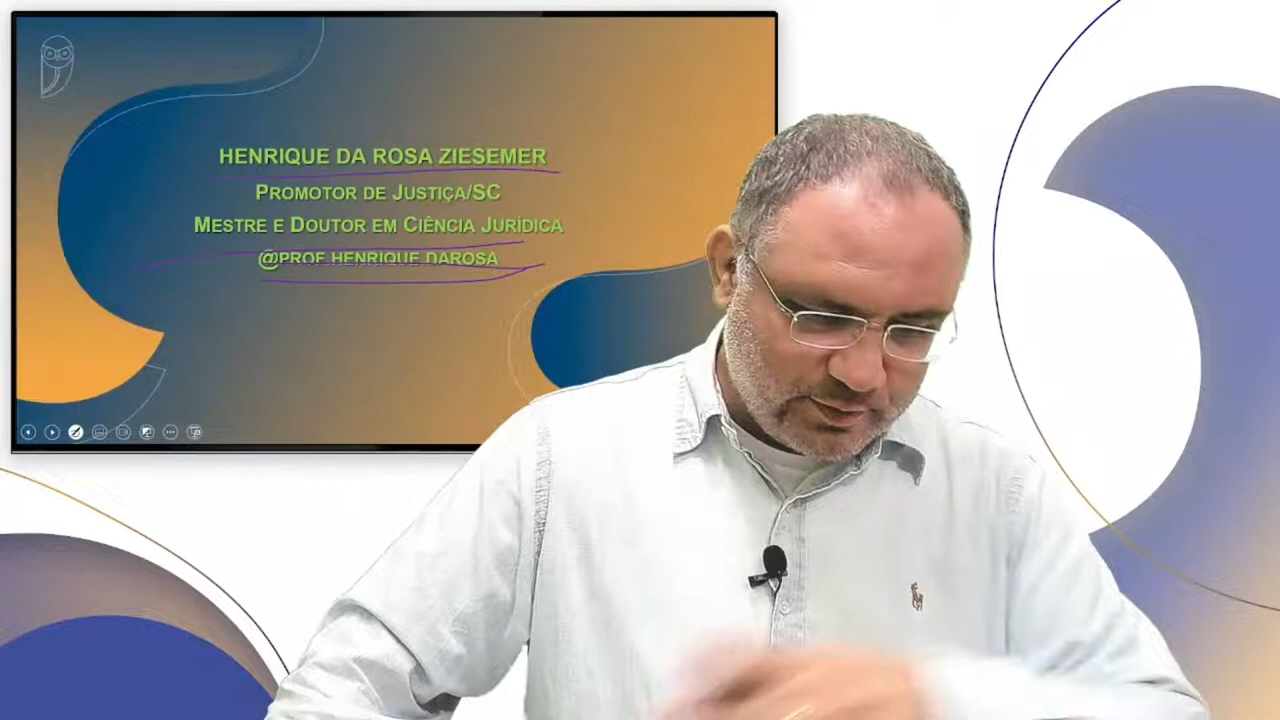 HENRIQUE DA ROSA ZIESEMER
PROMOTOR DE JUSTIÇA/SC
MESTRE E DOUTOR EM CIÊNCIA JURÍDICA
@PROF.HENRIQUE.DAROSA